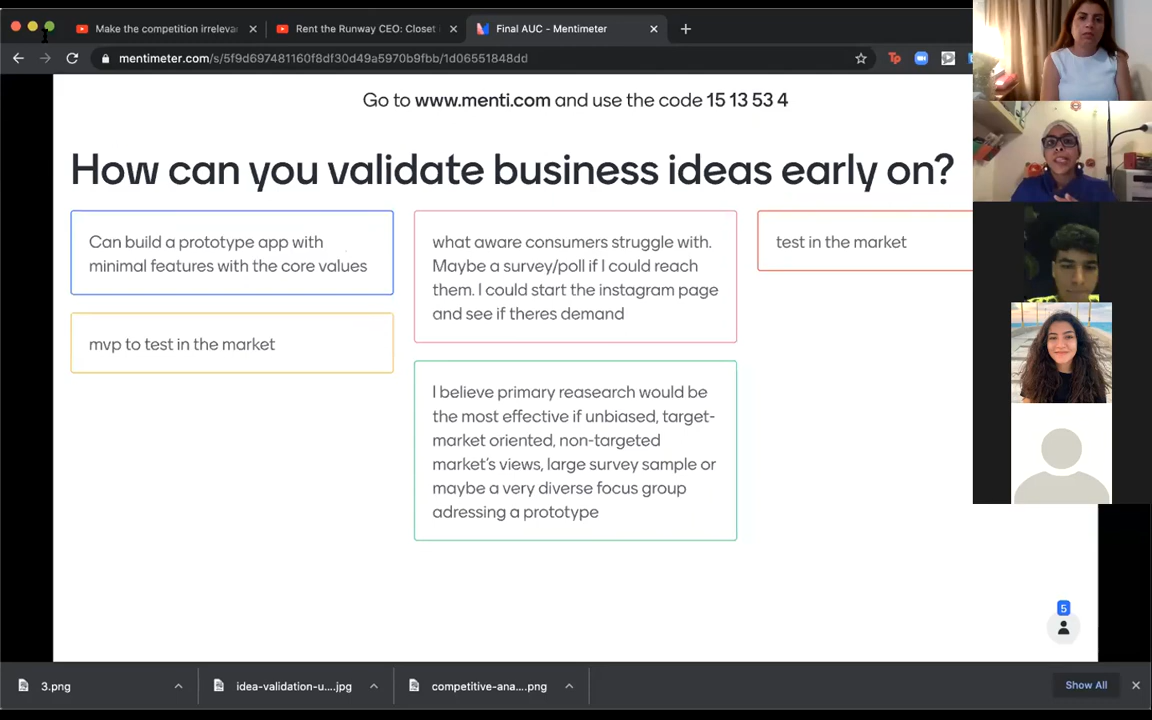 Make the competition irreleva
Rent the Runway CEO: Closet
Final AUC - Mentimeter
mentimeter.com/s/5f9d697481160f8df30d49a5970b9fbb/1d06551848dd
Go to www.menti.com and use the code 15 13 53 4
How can you validate business ideas early on?
Can build a prototype app with
minimal features with the core values
mvp to test in the market
what aware consumers struggle with.
Maybe a survey/poll if I could reach
them. I could start the instagram page
and see if theres demand
I believe primary reasearch would be
the most effective if unbiased, target-
market oriented, non-targeted
market's views, large survey sample or
maybe a very diverse focus group
adressing a prototype
test in the market
5
3.png
idea-validation-u....jpg
competitive-ana....png
Show All